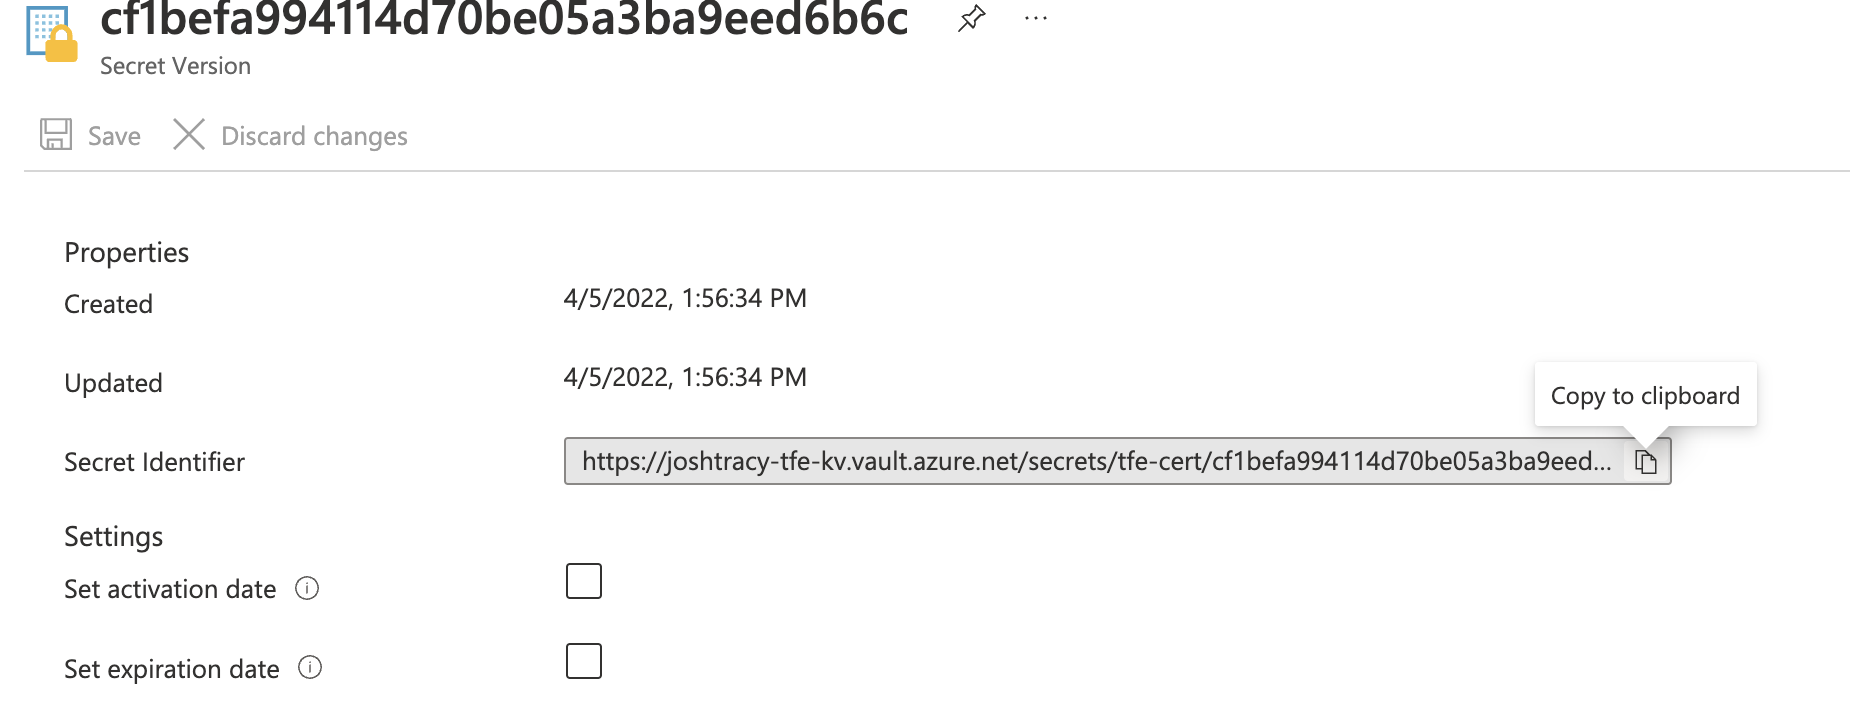 cf1befa994114d70be05a3ba9eed6b6c
Secret Version
Save Discard changes
Properties
Created 4/5/2022, 1:56:34 PM
Updated 4/5/2022, 1:56:34 PM
Copy to clipboard
Secret Identifier https://joshtracy-tfe-kv.vault.azure.net/secrets/tfe-cert/cf1befa994114d70be05a3ba9eed...
Settings
Set activation date
Set expiration date